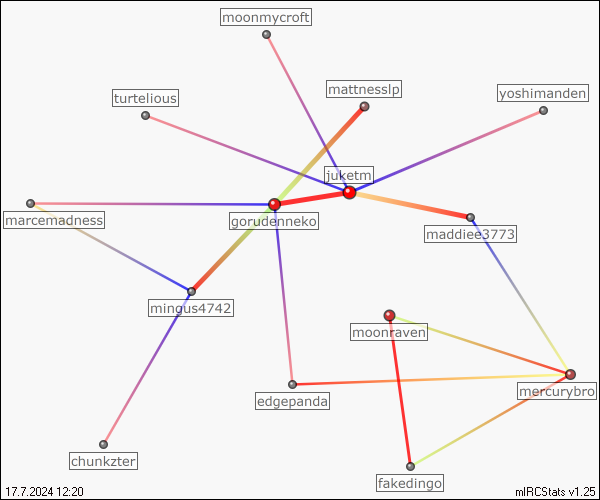 moonmycroft
mattnesslp
yoshimanden
turtelious
juketm
marcemadness
gorudenneko
maddiee3773
mingus4742
moonraven
mercurybro
edgepanda
chunkzter
fakedingo
17.7.2024 12:20
mIRCStats v1.25